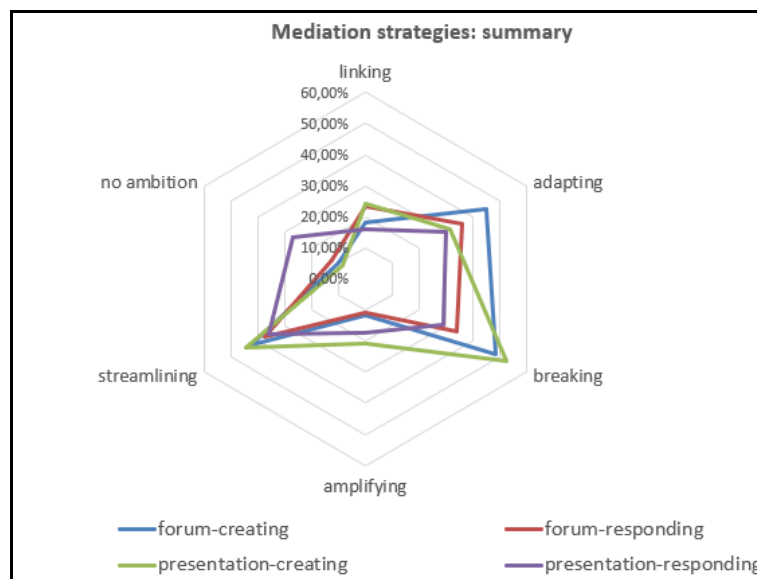 Mediation strategies: summary
linking
60,00%
50,00%
40,00%
30,00%
20,00%
10,00%
0,00%
no ambition
adapting
streamlining
breaking
amplifying
forum-creating
forum-responding
presentation-creating
presentation-responding